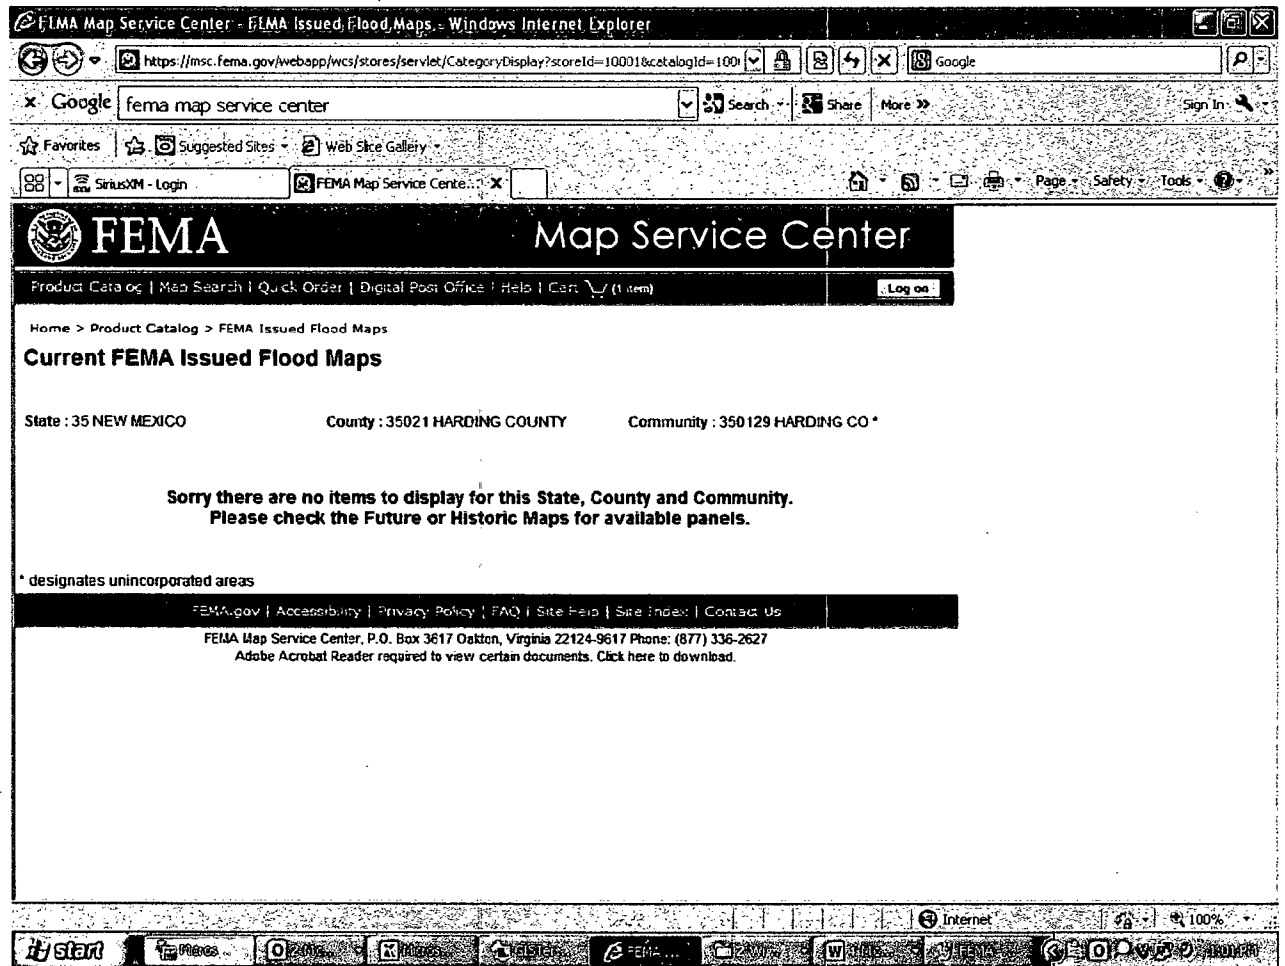 FEMA Map Service Center - FEMA Issued Flood Maps - Windows Internet Explorer
https://msc.fema.gov/webapp/wcs/stores/servlet/CategoryDisplay?storeId=10001&catalogId=100 Google
x Google fema map service center Search Share More >> Sign In
Favorites Suggested Sites Web Slice Gallery
SiriusXM - Login FEMA Map Service Cente... x Page Safety Tools
FEMA Map Service Center
Product Catalog | Map Search | Quick Order | Digital Post Office | Help | Cart (1 item) Log on
Home > Product Catalog > FEMA Issued Flood Maps
Current FEMA Issued Flood Maps
State : 35 NEW MEXICO County : 35021 HARDING COUNTY Community : 350129 HARDING CO *
Sorry there are no items to display for this State, County and Community.
Please check the Future or Historic Maps for available panels.
* designates unincorporated areas
FEMA.gov | Accessibility | Privacy Policy | FAQ | Site Help | Site Index | Contact Us
FEMA Map Service Center, P.O. Box 3617 Oakton, Virginia 22124-9617 Phone: (877) 336-2627
Adobe Acrobat Reader required to view certain documents. Click here to download.
Internet 100%
start FEMA ...